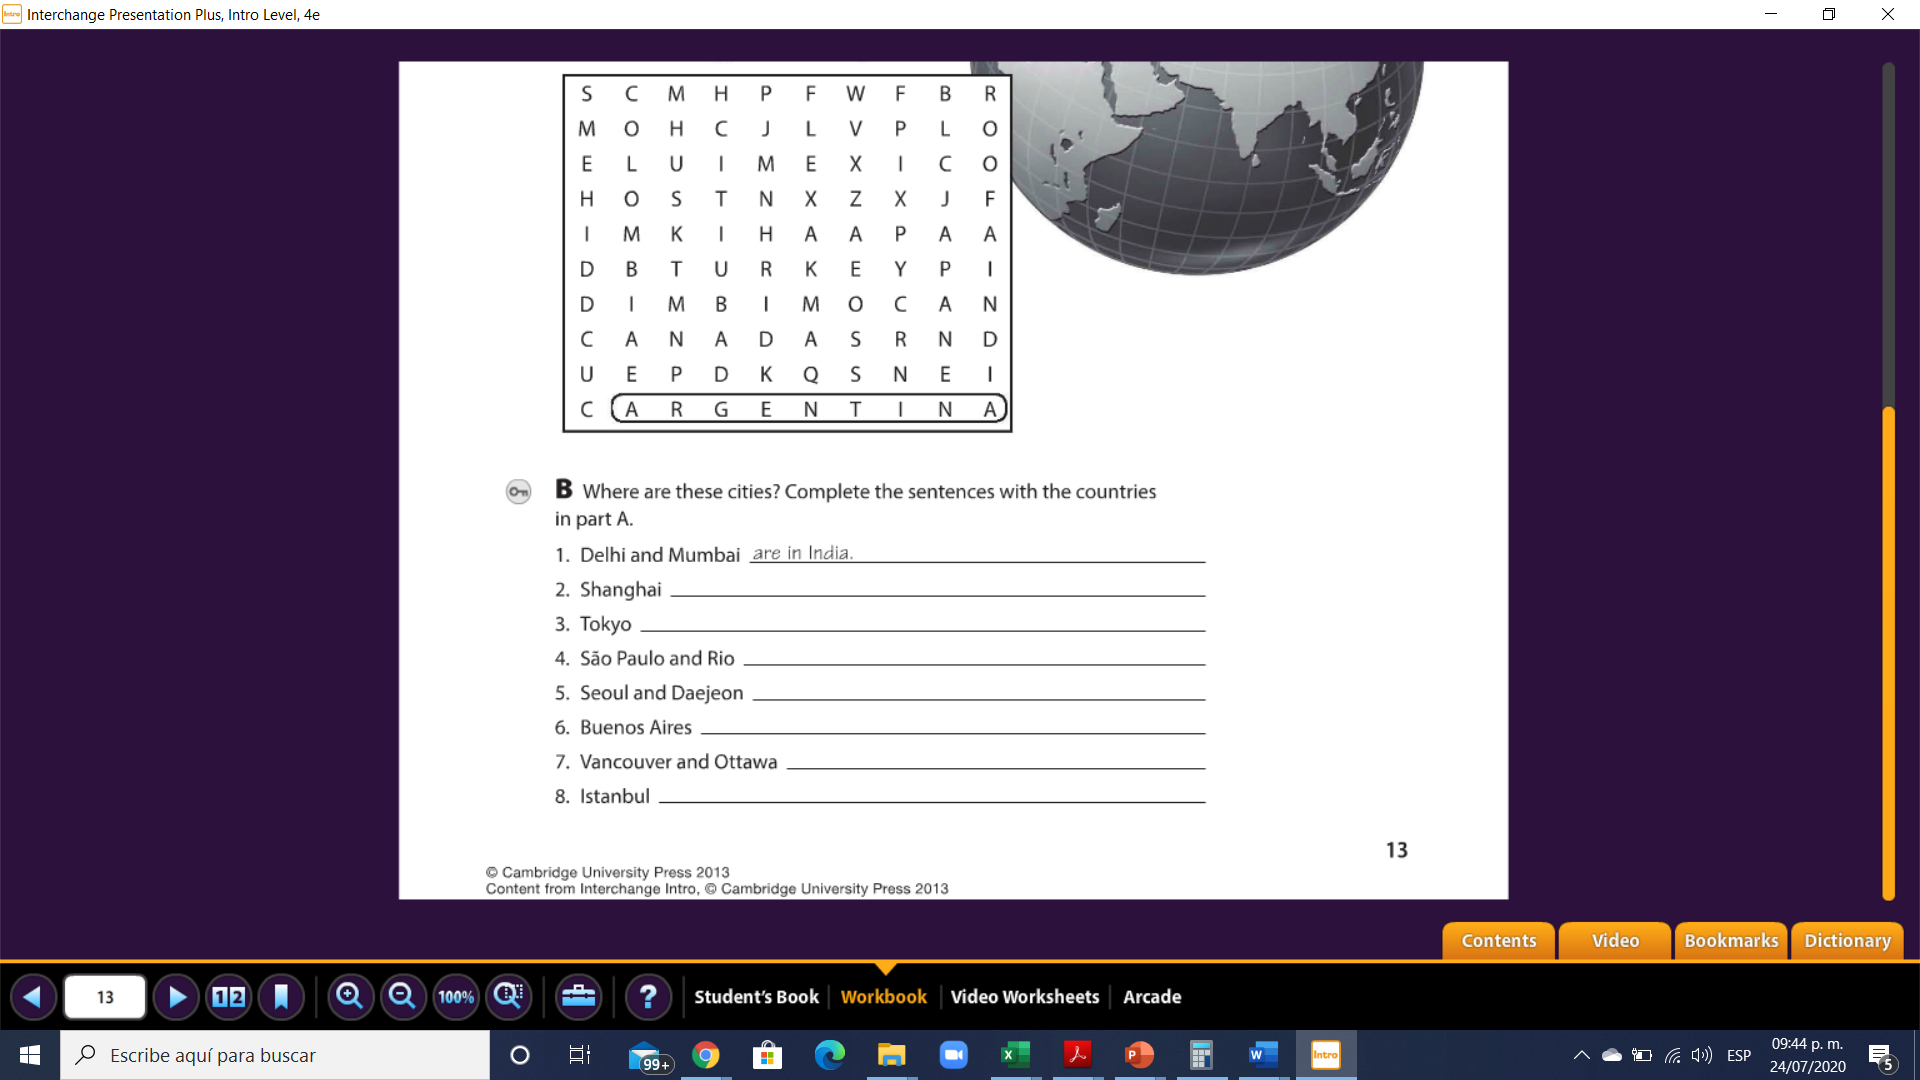 Interchange Presentation Plus, Intro Level, 4e
S C M H P F W F B R
M O H C J L V P L O
E L U I M E X I C O
H O S T N X Z X J F
I M K I H A A P A A
D B T U R K E Y P I
D I M B I M O C A N
C A N A D A S R N D
U E P D K Q S N E I
C A R G E N T I N A
B Where are these cities? Complete the sentences with the countries
in part A.
1. Delhi and Mumbai are in India.
2. Shanghai
3. Tokyo
4. São Paulo and Rio
5. Seoul and Daejeon
6. Buenos Aires
7. Vancouver and Ottawa
8. Istanbul
13
© Cambridge University Press 2013
Content from Interchange Intro, © Cambridge University Press 2013
Contents Video Bookmarks Dictionary
13 12 100% ? Student's Book Workbook Video Worksheets Arcade
Escribe aquí para buscar 99+ Intro ESP 09:44 p. m.
24/07/2020 5